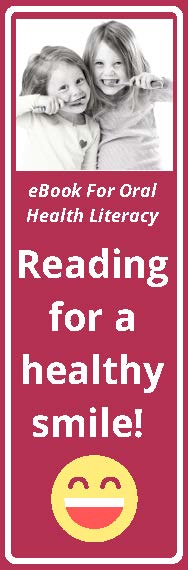 eBook For Oral
Health Literacy
Reading
for a
healthy
smile!